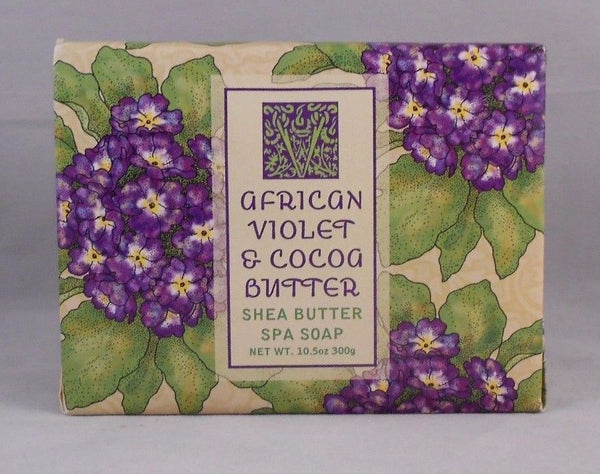 V
AFRICAN
VIOLET
& COCOA
BUTTER
SHEA BUTTER
SPA SOAP
NET WT. 10.5oz 300g